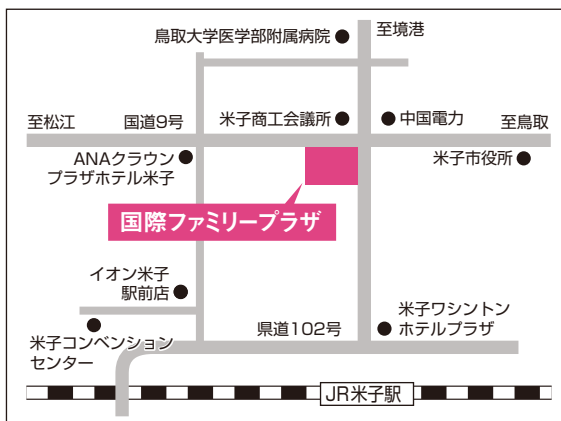 鳥取大学医学部附属病院
至境港
至松江
国道9号
米子商工会議所
中国電力
至鳥取
ANAクラウン
プラザホテル米子
米子市役所
国際ファミリープラザ
イオン米子
駅前店
米子コンベンション
センター
県道102号
米子ワシントン
ホテルプラザ
JR米子駅